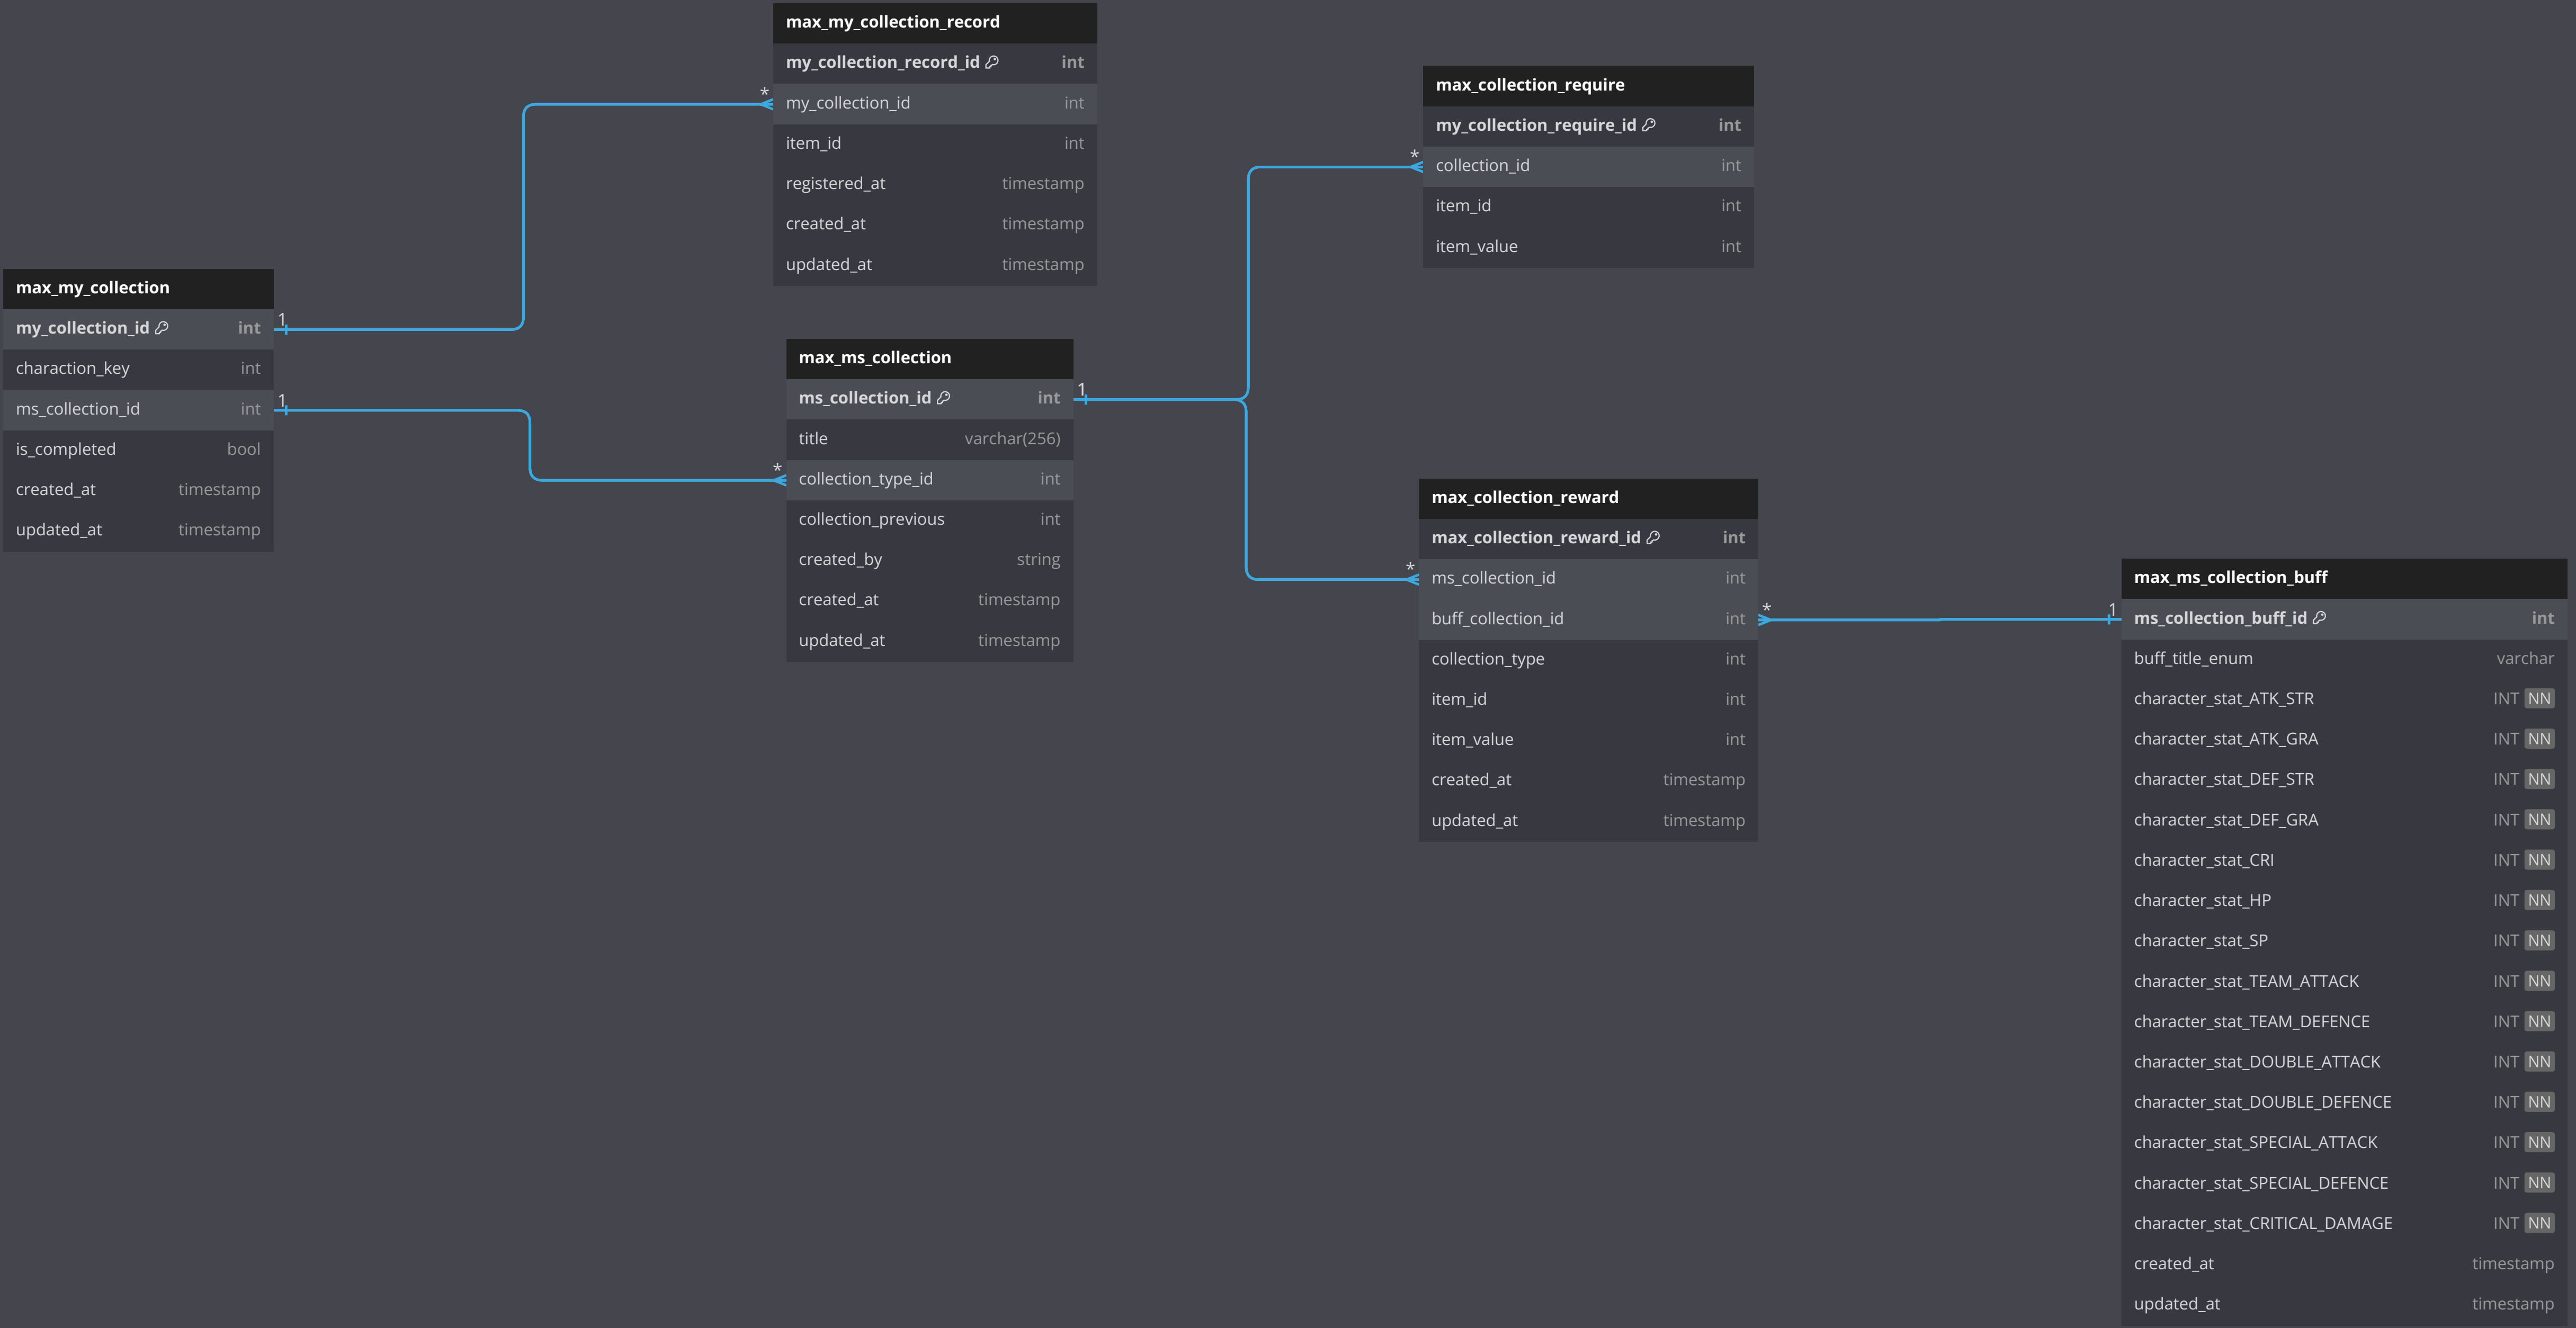 max_my_collection_record
my_collection_record_id int
* my_collection_id int
item_id int
registered_at timestamp
created_at timestamp
updated_at timestamp
max_collection_require
my_collection_require_id int
* collection_id int
item_id int
item_value int
max_my_collection
my_collection_id int 1
charaction_key int
ms_collection_id int 1
is_completed bool
created_at timestamp
updated_at timestamp
max_ms_collection
ms_collection_id int 1
title varchar(256)
* collection_type_id int
collection_previous int
created_by string
created_at timestamp
updated_at timestamp
max_collection_reward
max_collection_reward_id int
* ms_collection_id int
buff_collection_id int *
collection_type int
item_id int
item_value int
created_at timestamp
updated_at timestamp
max_ms_collection_buff
1 ms_collection_buff_id int
buff_title_enum varchar
character_stat_ATK_STR INT NN
character_stat_ATK_GRA INT NN
character_stat_DEF_STR INT NN
character_stat_DEF_GRA INT NN
character_stat_CRI INT NN
character_stat_HP INT NN
character_stat_SP INT NN
character_stat_TEAM_ATTACK INT NN
character_stat_TEAM_DEFENCE INT NN
character_stat_DOUBLE_ATTACK INT NN
character_stat_DOUBLE_DEFENCE INT NN
character_stat_SPECIAL_ATTACK INT NN
character_stat_SPECIAL_DEFENCE INT NN
character_stat_CRITICAL_DAMAGE INT NN
created_at timestamp
updated_at timestamp